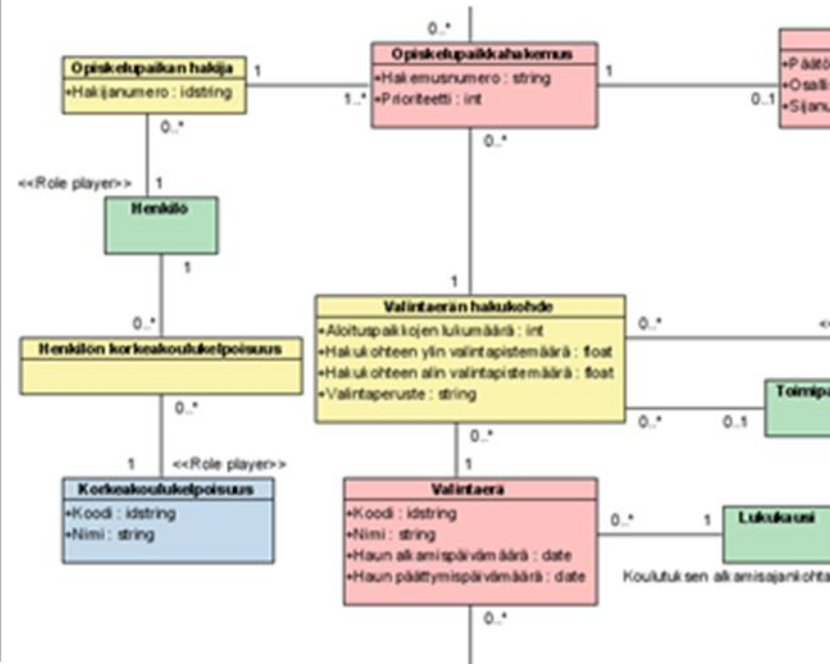 0..*
Opiskelupaikan hakija
+Hakijanumero : idstring
1
1..*
Opiskelupaikkahakemus
+Hakemusnumero : string
+Prioriteetti : int
1
0..1
0..*
0..*
<<Role player>>
1
Henkilö
1
0..*
1
Henkilön korkeakoulukelpoisuus
Valintaerän hakukohde
+Aloituspaikkojen lukumäärä : int
+Hakukohteen ylin valintapistemäärä : float
+Hakukohteen alin valintapistemäärä : float
+Valintaperuste : string
0..*
0..*
0..1
0..*
0..*
1
<<Role player>>
1
Korkeakoulukelpoisuus
+Koodi : idstring
+Nimi : string
Valintaerä
+Koodi : idstring
+Nimi : string
+Haun alkamispäivämäärä : date
+Haun päättymispäivämäärä : date
0..*
1
Lukukausi
Koulutuksen alkamisajankohta
0..*